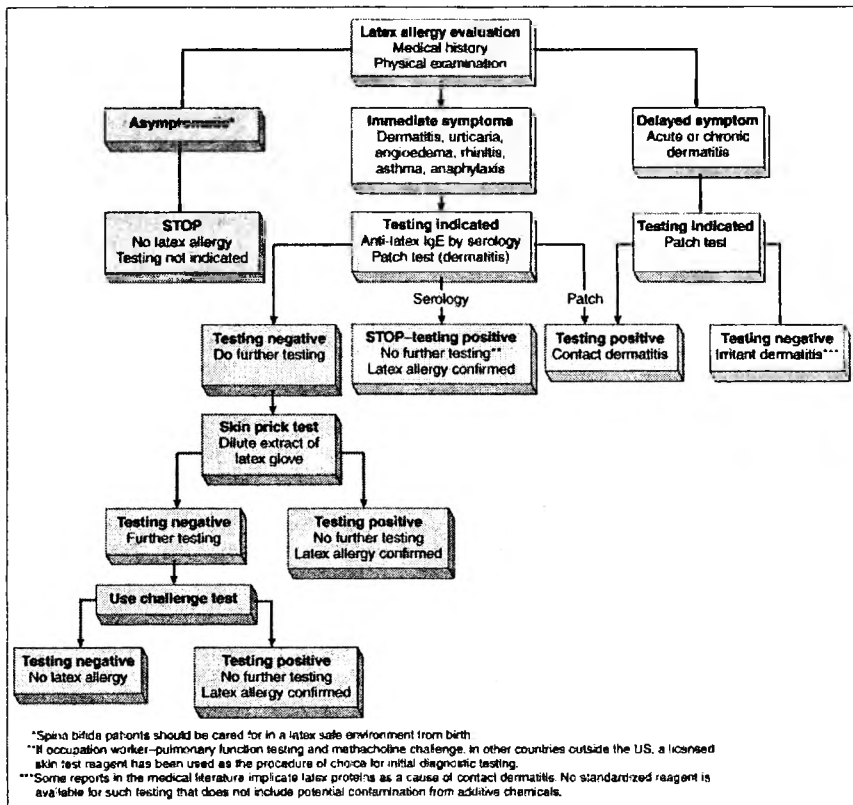 Latex allergy evaluation
Medical history
Physical examination
Asymptomatic*
Immediate symptoms
Dermatitis, urticaria,
angioedema, rhinitis,
asthma, anaphylaxis
Delayed symptom
Acute or chronic
dermatitis
STOP
No latex allergy
Testing not indicated
Testing indicated
Anti-latex IgE by serology
Patch test (dermatitis)
Testing indicated
Patch test
Serology
Patch
Testing negative
Do further testing
STOP–testing positive
No further testing**
Latex allergy confirmed
Testing positive
Contact dermatitis
Testing negative
Irritant dermatitis***
Skin prick test
Dilute extract of
latex glove
Testing negative
Further testing
Testing positive
No further testing
Latex allergy confirmed
Use challenge test
Testing negative
No latex allergy
Testing positive
No further testing
Latex allergy confirmed
*Spina bifida patients should be cared for in a latex safe environment from birth
**If occupation worker–pulmonary function testing and methacholine challenge. In other countries outside the US, a licensed
skin test reagent has been used as the procedure of choice for initial diagnostic testing.
***Some reports in the medical literature implicate latex proteins as a cause of contact dermatitis. No standardized reagent is
available for such testing that does not include potential contamination from additive chemicals.